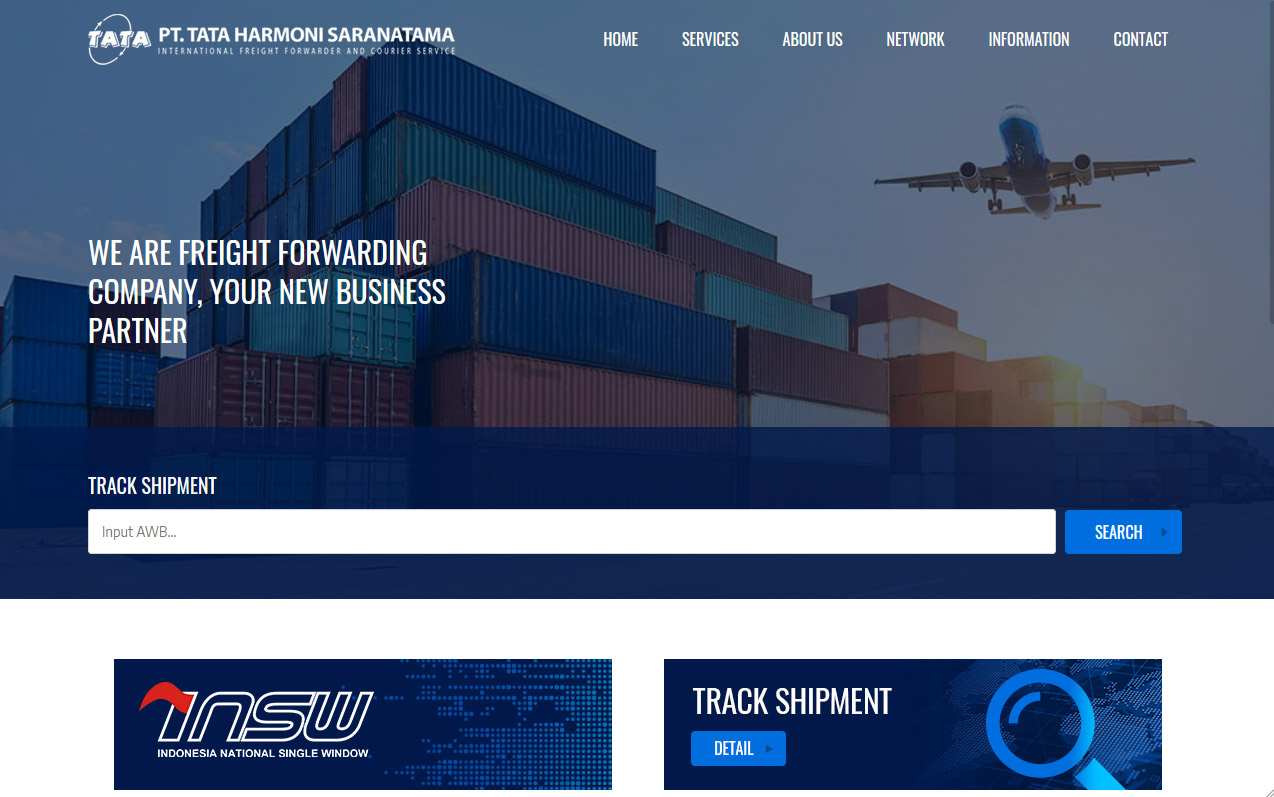 TATA PT. TATA HARMONI SARANATAMA
INTERNATIONAL FREIGHT FORWARDER AND COURIER SERVICE
HOME SERVICES ABOUT US NETWORK INFORMATION CONTACT
WE ARE FREIGHT FORWARDING
COMPANY, YOUR NEW BUSINESS
PARTNER
TRACK SHIPMENT
Input AWB...
SEARCH
INSW
INDONESIA NATIONAL SINGLE WINDOW
TRACK SHIPMENT
DETAIL